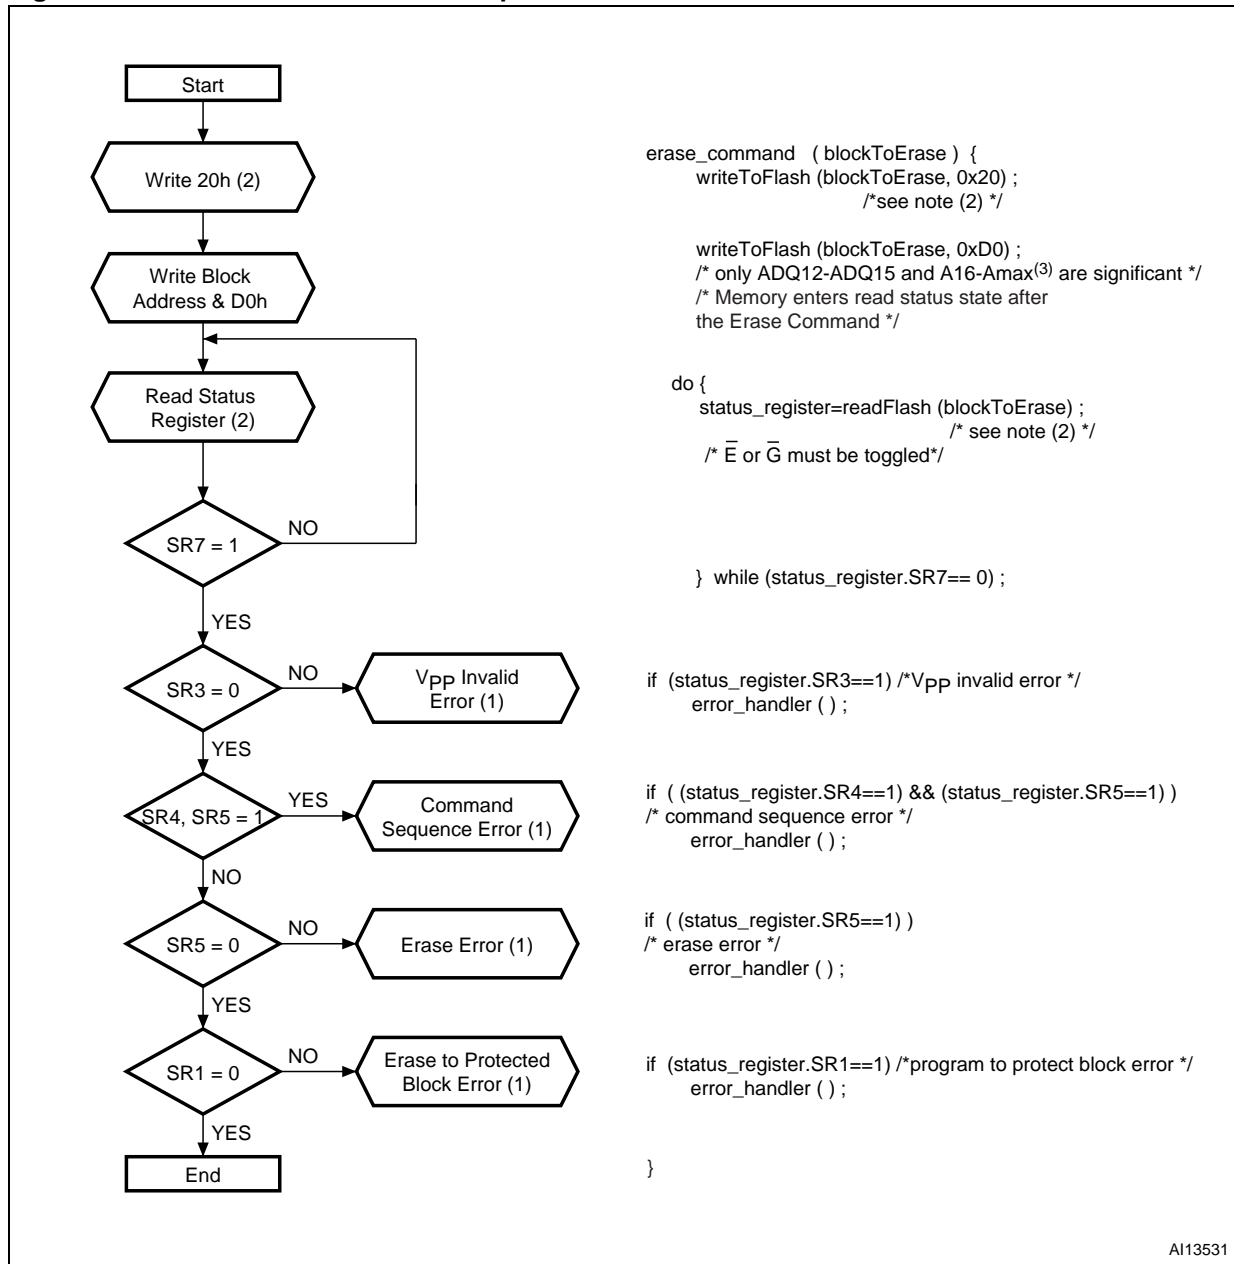 Start
Write 20h (2)
Write Block
Address & D0h
Read Status
Register (2)
SR7 = 1
NO
YES
SR3 = 0
NO
VPP Invalid
Error (1)
YES
SR4, SR5 = 1
YES
Command
Sequence Error (1)
NO
SR5 = 0
NO
Erase Error (1)
YES
SR1 = 0
NO
Erase to Protected
Block Error (1)
YES
End
erase_command ( blockToErase ) {
writeToFlash (blockToErase, 0x20) ;
/*see note (2) */
writeToFlash (blockToErase, 0xD0) ;
/* only ADQ12-ADQ15 and A16-Amax(3) are significant */
/* Memory enters read status state after
the Erase Command */
do {
status_register=readFlash (blockToErase) ;
/* see note (2) */
/* E̅ or G̅ must be toggled*/
} while (status_register.SR7== 0) ;
if (status_register.SR3==1) /*VPP invalid error */
error_handler ( ) ;
if ( (status_register.SR4==1) && (status_register.SR5==1) )
/* command sequence error */
error_handler ( ) ;
if ( (status_register.SR5==1) )
/* erase error */
error_handler ( ) ;
if (status_register.SR1==1) /*program to protect block error */
error_handler ( ) ;
}
AI13531